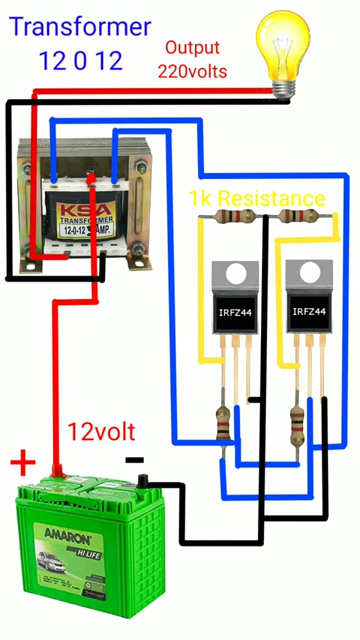 Transformer
12 0 12
Output
220volts
KSA
TRANSFORMER
12-0-12 3 AMP.
1k Resistance
IRFZ44
IRFZ44
12volt
+
-
AMARON
HI LIFE